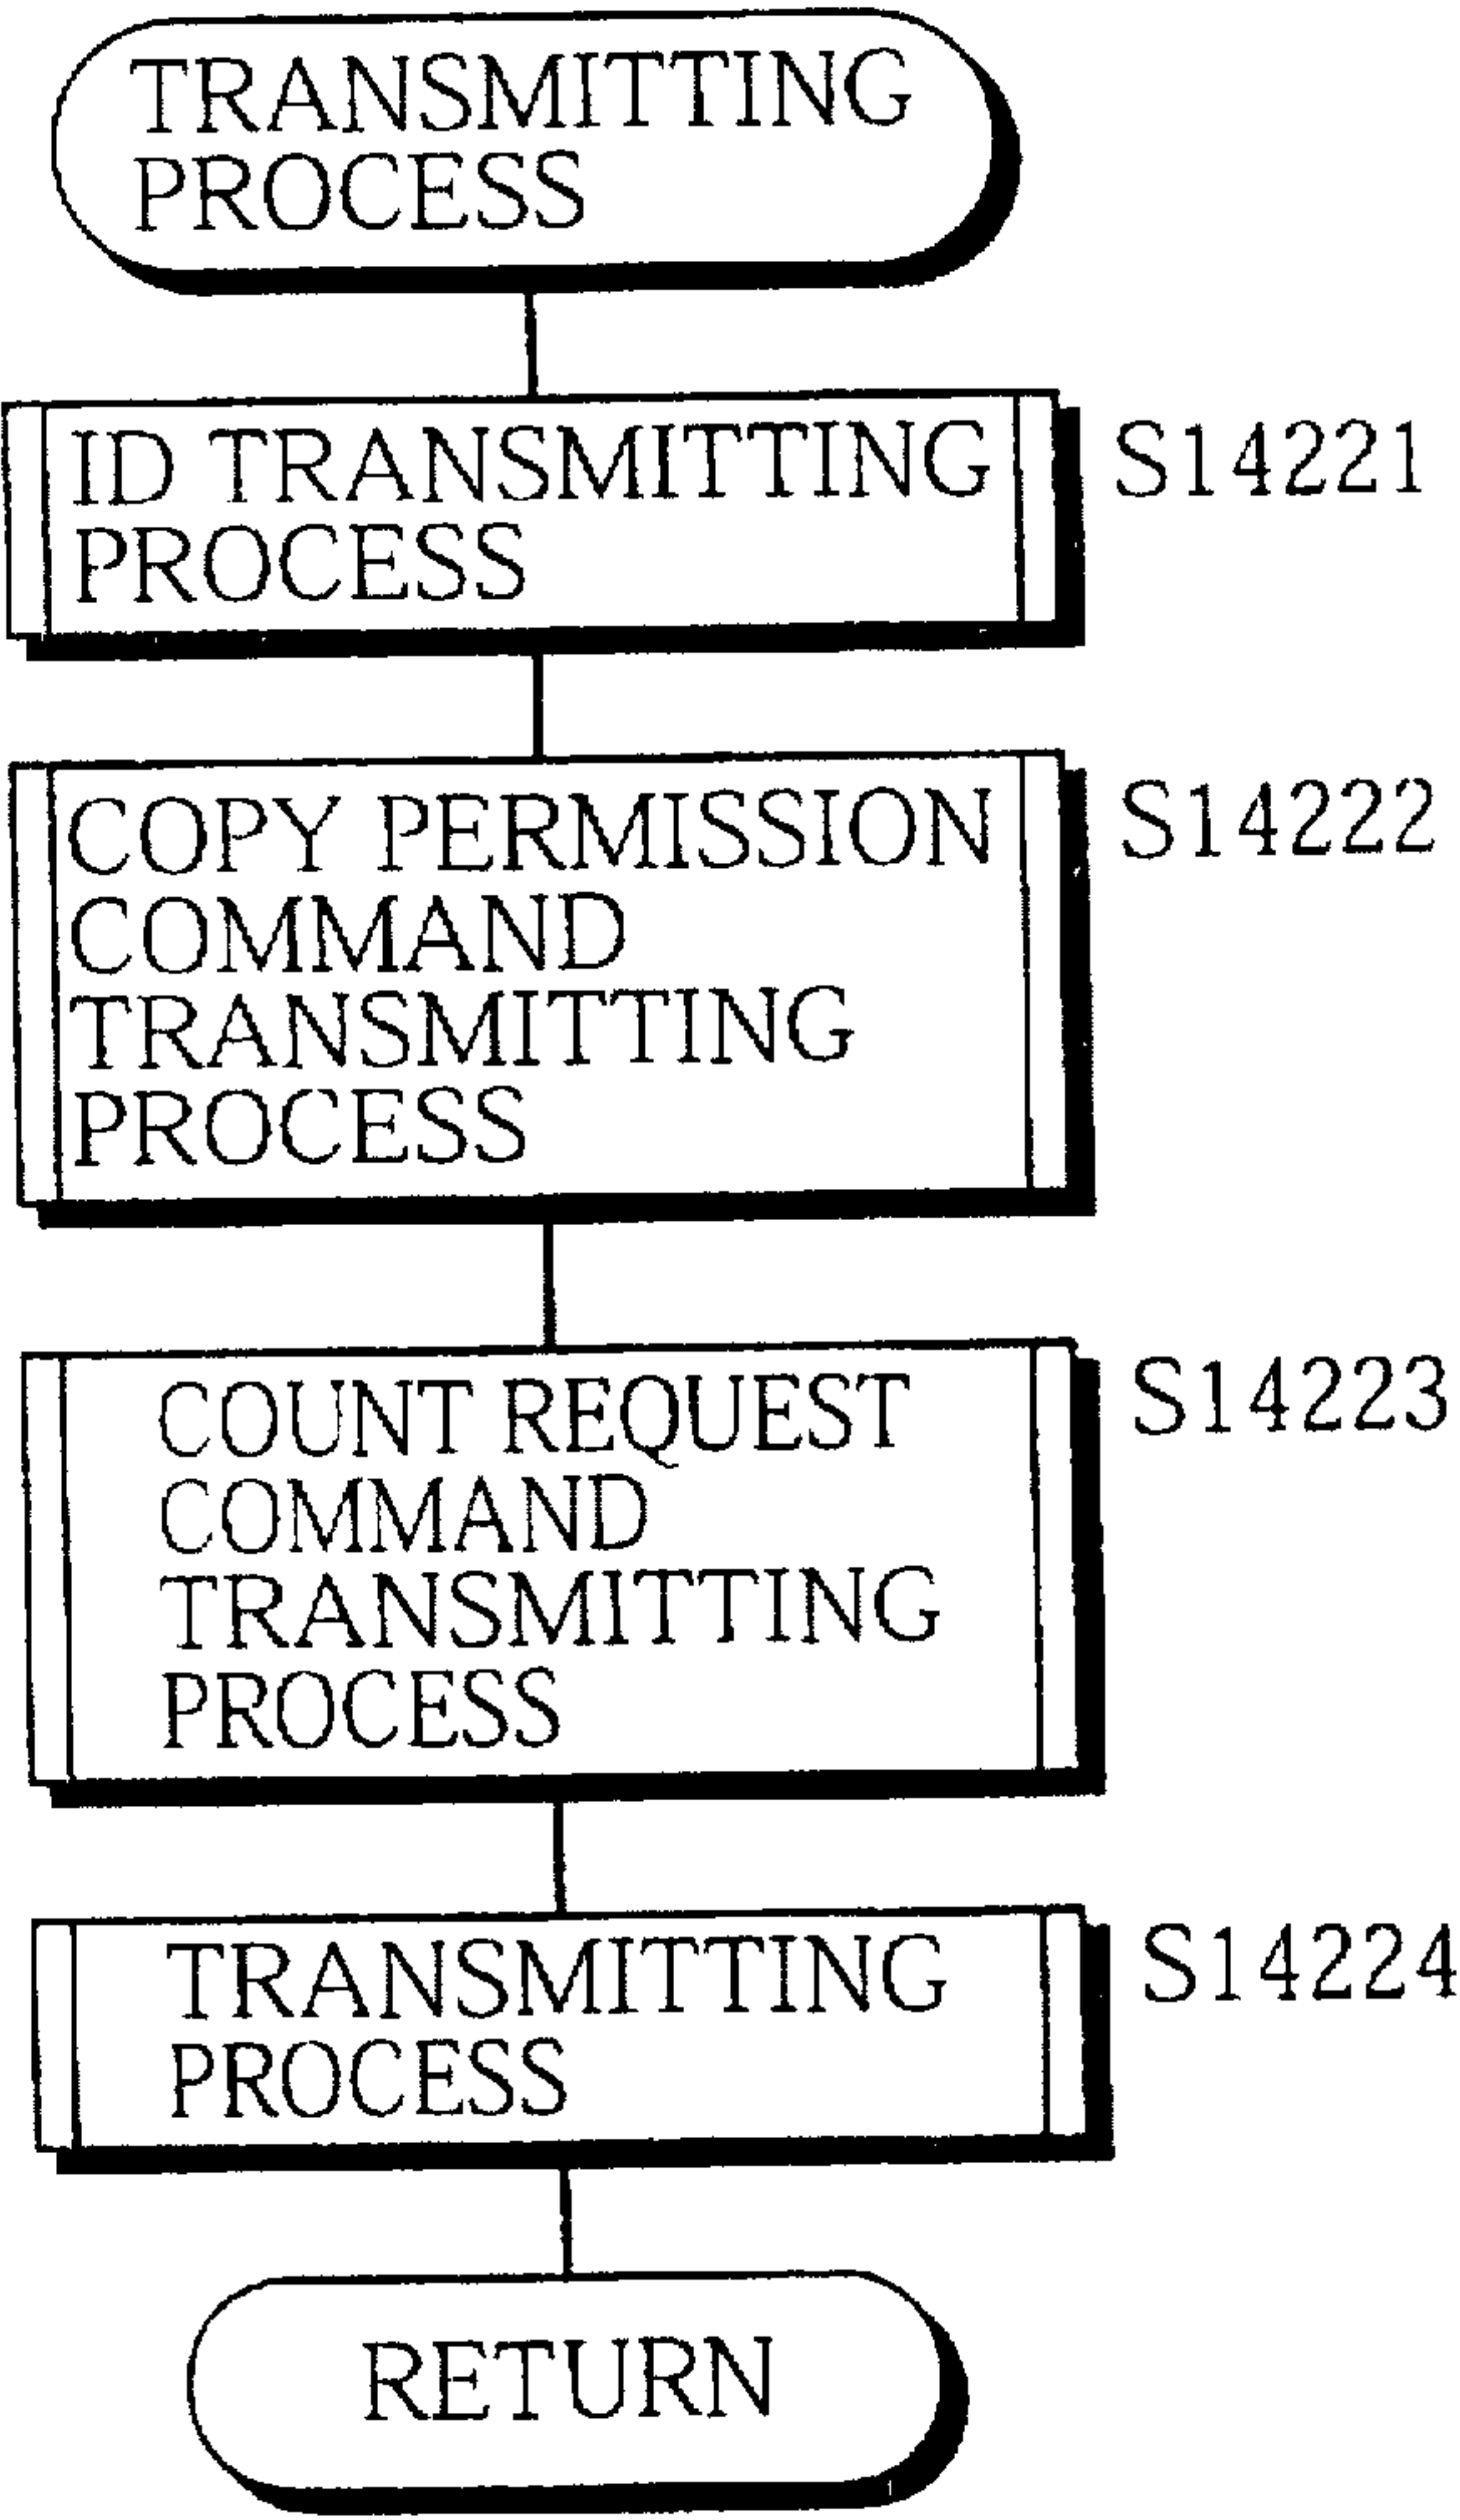 TRANSMITTING
PROCESS
ID TRANSMITTING
PROCESS
S14221
COPY PERMISSION
COMMAND
TRANSMITTING
PROCESS
S14222
COUNT REQUEST
COMMAND
TRANSMITTING
PROCESS
S14223
TRANSMITTING
PROCESS
S14224
RETURN